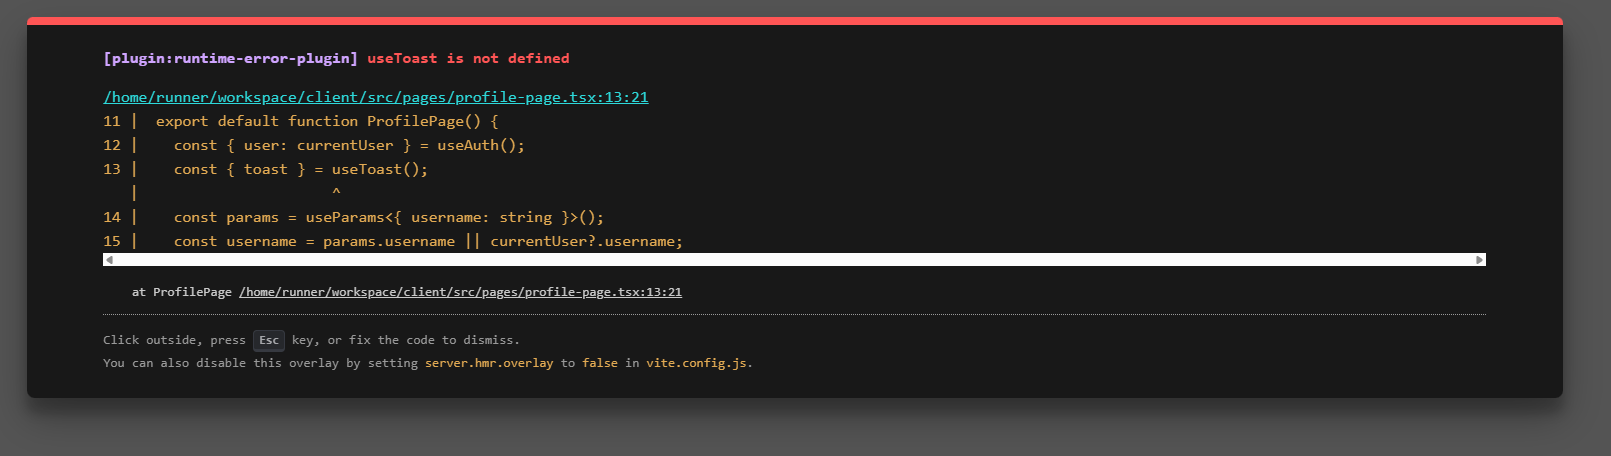 [plugin:runtime-error-plugin] useToast is not defined
/home/runner/workspace/client/src/pages/profile-page.tsx:13:21
11 |  export default function ProfilePage() {
12 |    const { user: currentUser } = useAuth();
13 |    const { toast } = useToast();
   |                      ^
14 |    const params = useParams<{ username: string }>();
15 |    const username = params.username || currentUser?.username;
at ProfilePage /home/runner/workspace/client/src/pages/profile-page.tsx:13:21
Click outside, press Esc key, or fix the code to dismiss.
You can also disable this overlay by setting server.hmr.overlay to false in vite.config.js.